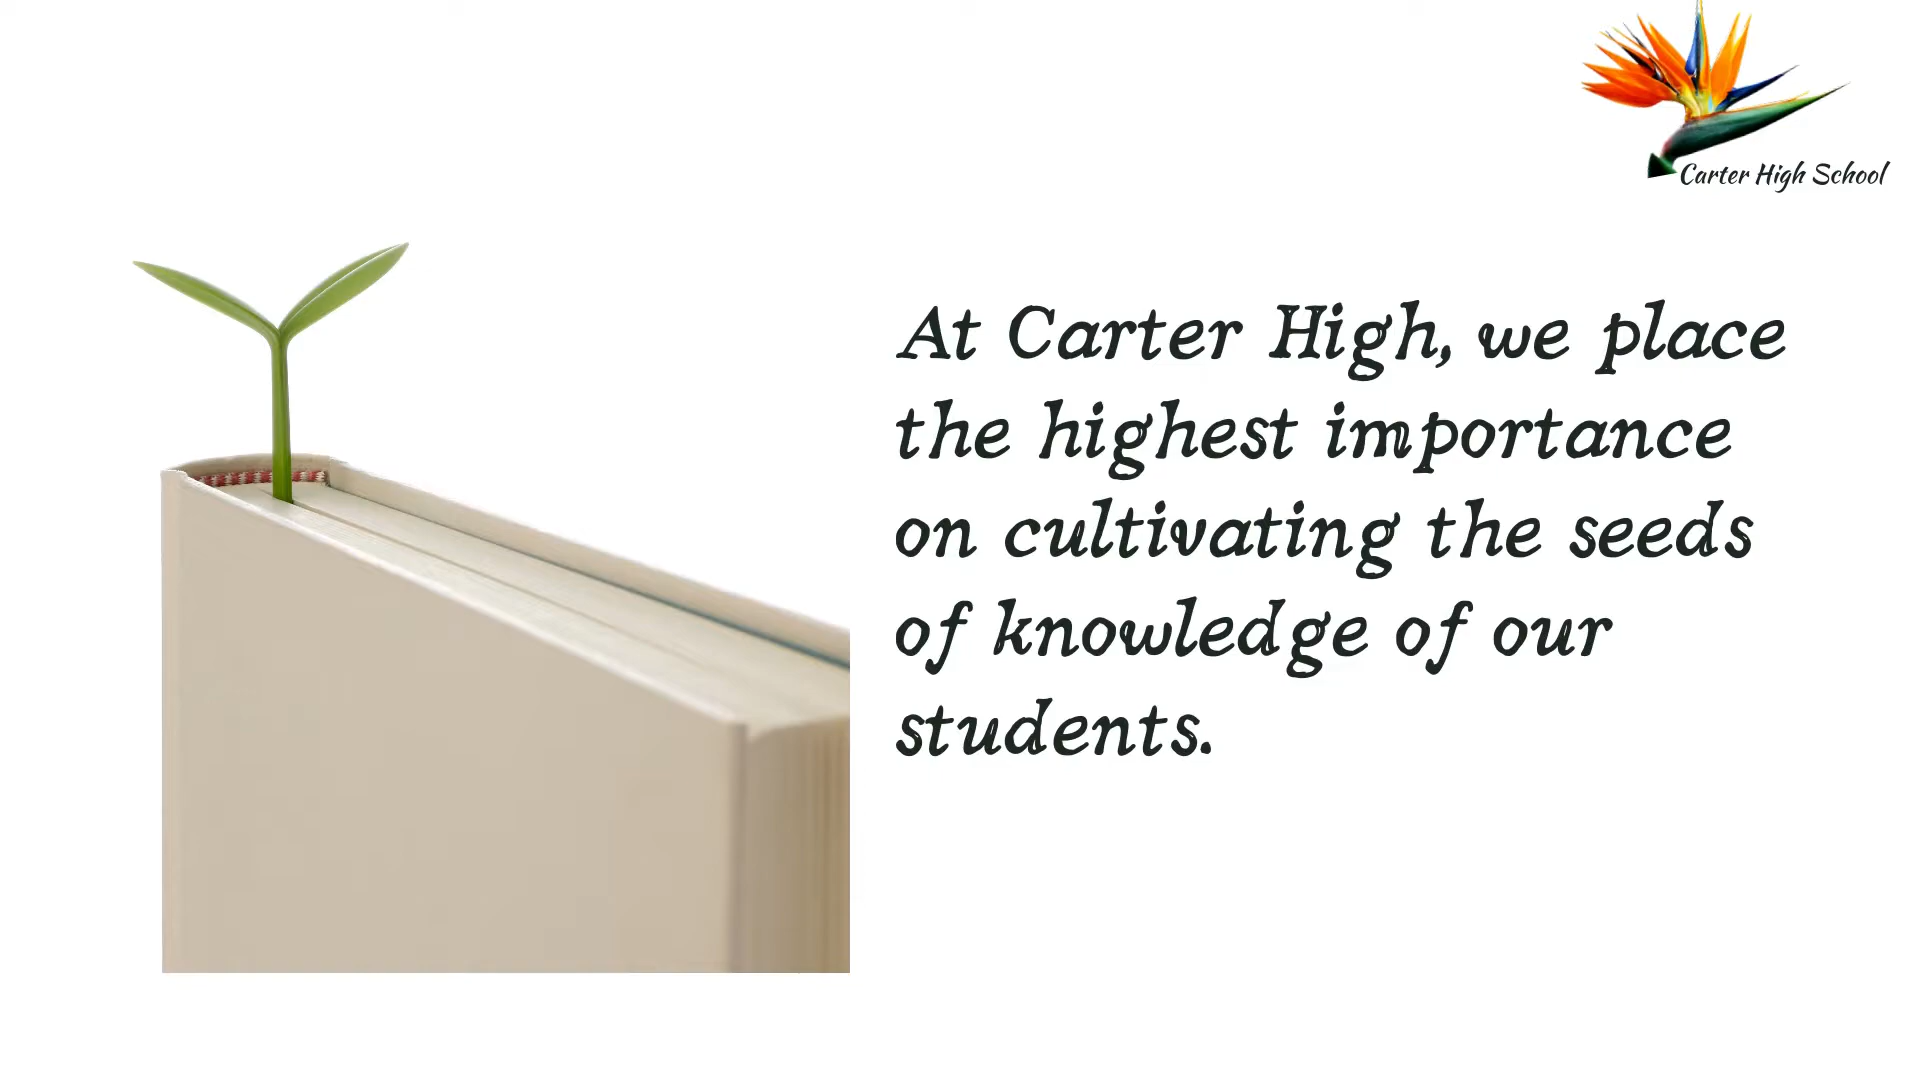 Carter High School
At Carter High, we place
the highest importance
on cultivating the seeds
of knowledge of our
students.